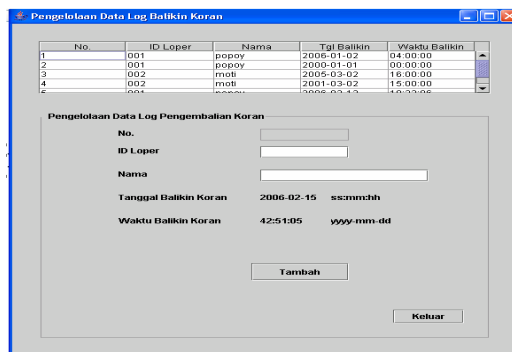 Pengelolaan Data Log Balikin Koran
No. ID Loper Nama Tgl Balikin Waktu Balikin
1 001 popoy 2006-01-02 04:00:00
2 001 popoy 2000-01-01 00:00:00
3 002 moti 2005-03-02 16:00:00
4 002 moti 2001-03-02 15:00:00
001 popoy
Pengelolaan Data Log Pengembalian Koran
No.
ID Loper
Nama
Tanggal Balikin Koran 2006-02-15 ss:mm:hh
Waktu Balikin Koran 42:51:05 yyyy-mm-dd
Tambah
Keluar